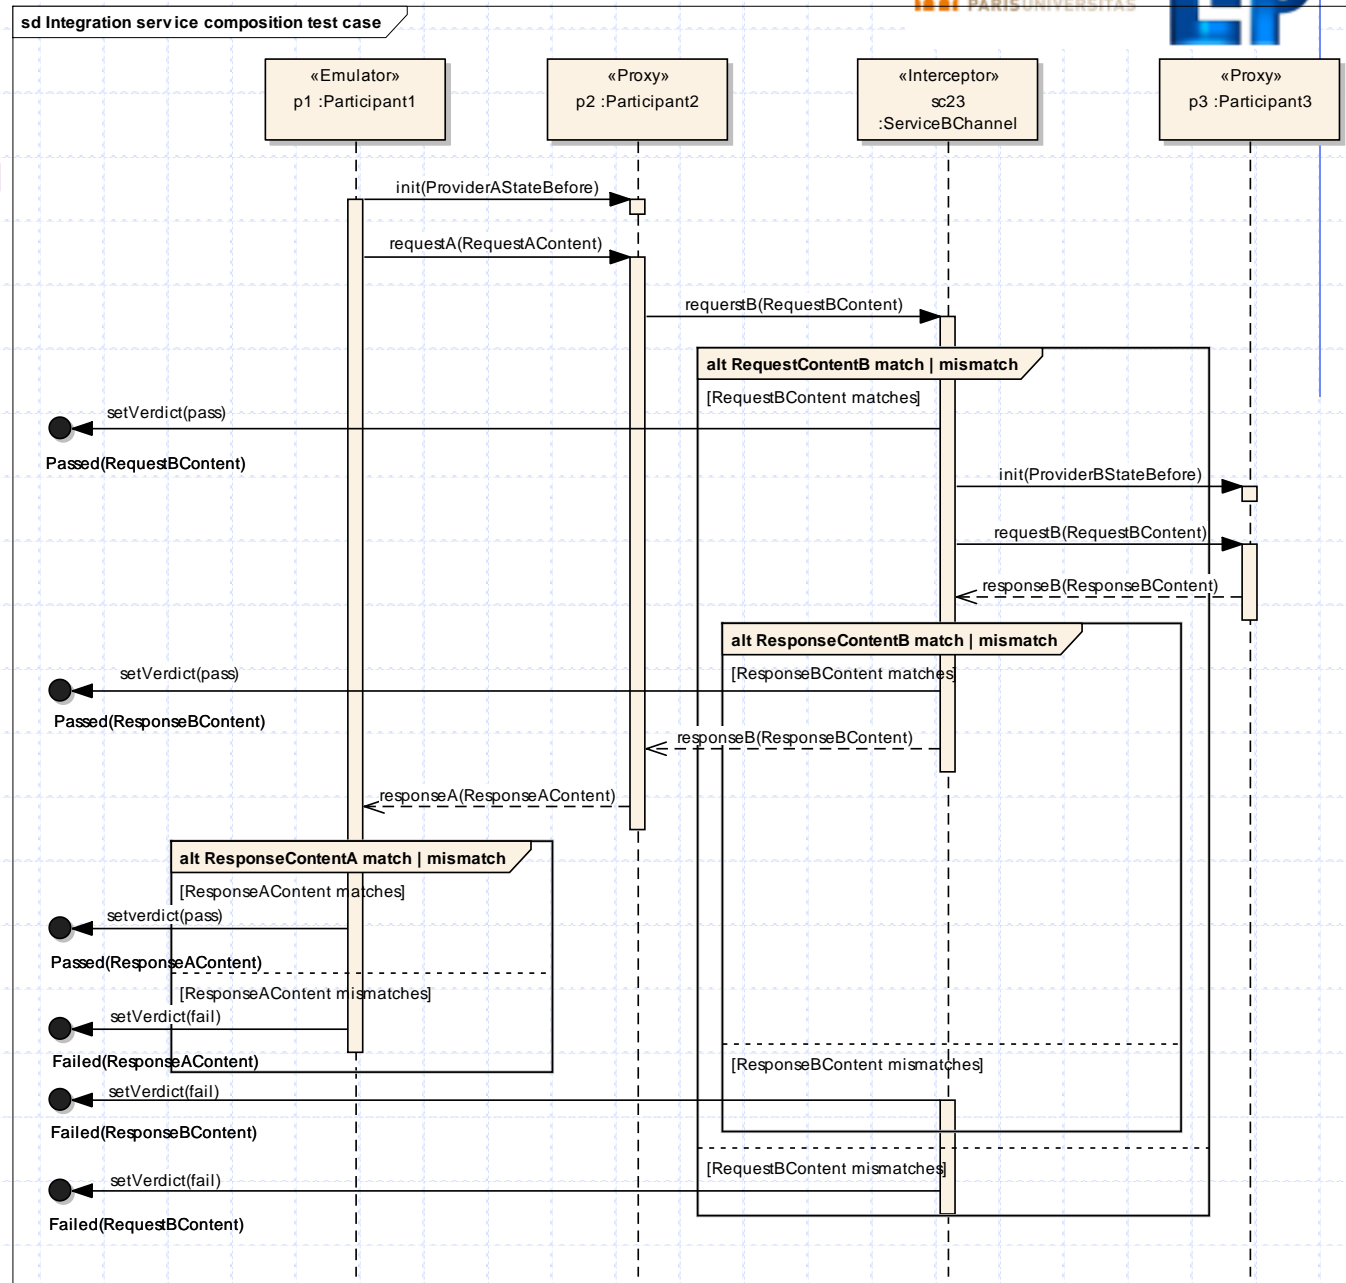 PARISUNIVERSITAS
sd Integration service composition test case
«Emulator»
p1 :Participant1
«Proxy»
p2 :Participant2
«Interceptor»
sc23
:ServiceBChannel
«Proxy»
p3 :Participant3
init(ProviderAStateBefore)
requestA(RequestAContent)
requerstB(RequestBContent)
alt RequestContentB match | mismatch
[RequestBContent matches]
setVerdict(pass)
Passed(RequestBContent)
init(ProviderBStateBefore)
requestB(RequestBContent)
responseB(ResponseBContent)
alt ResponseContentB match | mismatch
[ResponseBContent matches]
setVerdict(pass)
Passed(ResponseBContent)
responseB(ResponseBContent)
responseA(ResponseAContent)
alt ResponseContentA match | mismatch
[ResponseAContent matches]
setverdict(pass)
Passed(ResponseAContent)
[ResponseAContent mismatches]
setVerdict(fail)
Failed(ResponseAContent)
[ResponseBContent mismatches]
setVerdict(fail)
Failed(ResponseBContent)
[RequestBContent mismatches]
setVerdict(fail)
Failed(RequestBContent)